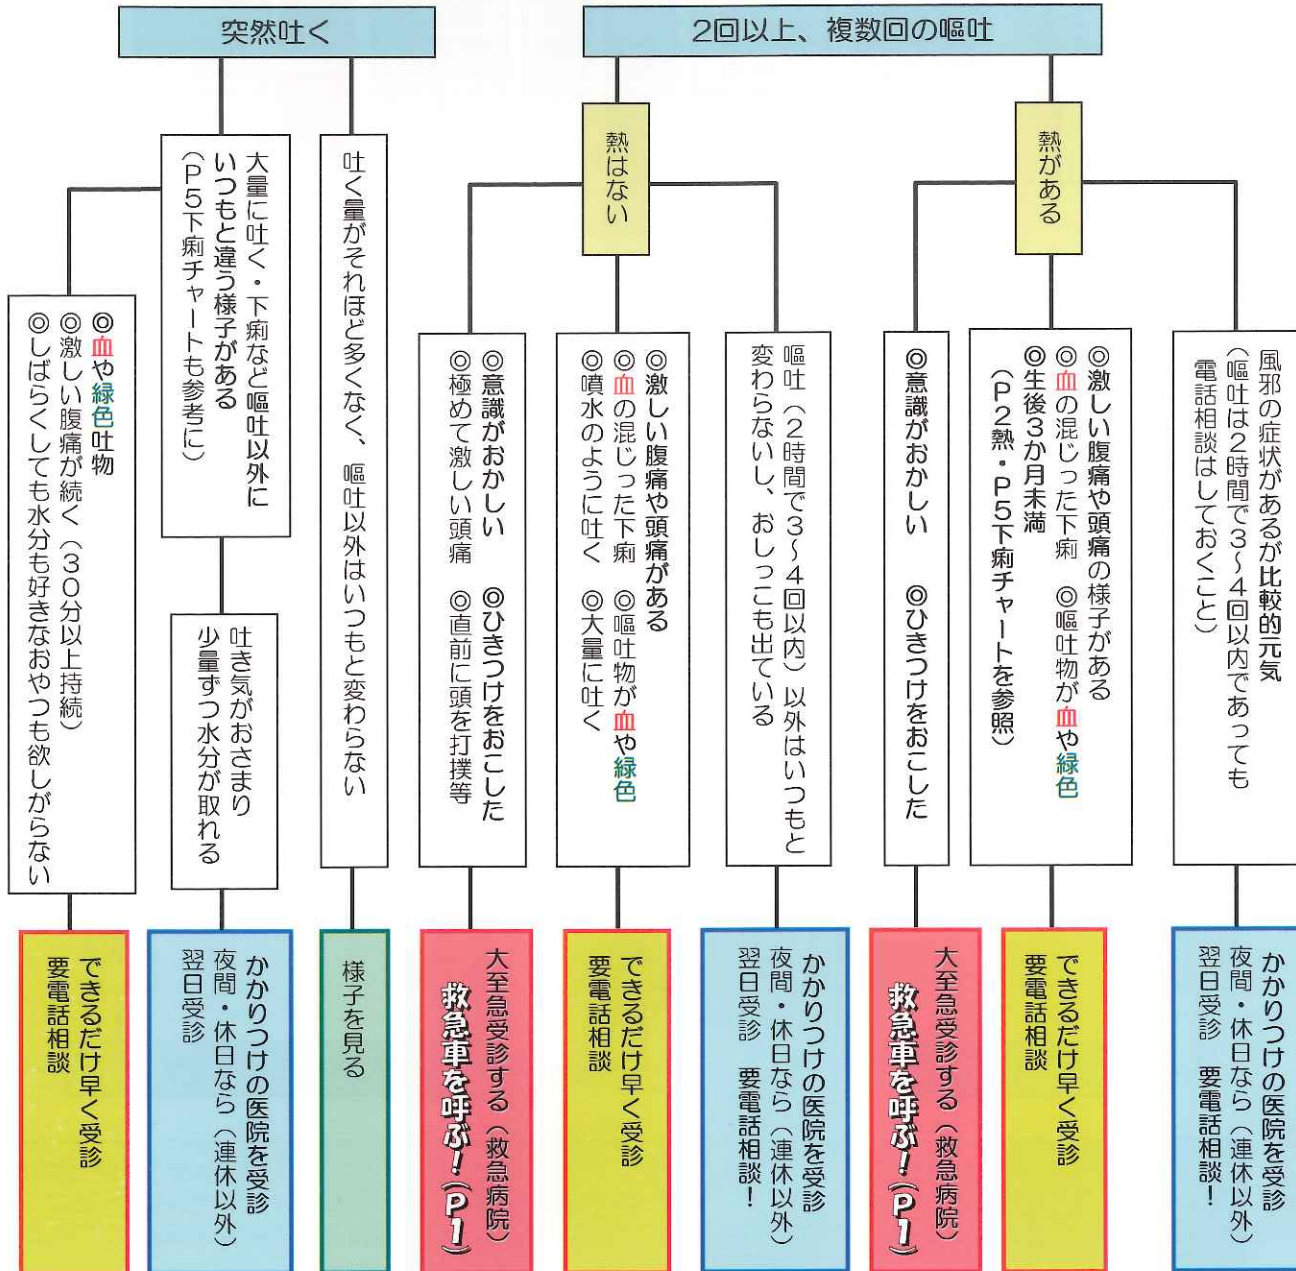 2回以上、複数回の嘔吐
熱がある
風邪の症状があるが比較的元気
（嘔吐は2時間で3〜4回以内であっても
電話相談はしておくこと）
かかりつけの医院を受診
夜間・休日なら（連休以外）
翌日受診　要電話相談！
◎激しい腹痛や頭痛の様子がある
◎血の混じった下痢　◎嘔吐物が血や緑色
◎生後3か月未満
（P2熱・P5下痢チャートを参照）
できるだけ早く受診
要電話相談
◎意識がおかしい　◎ひきつけをおこした
大至急受診する（救急病院）
救急車を呼ぶ！(P1)
熱はない
嘔吐（2時間で3〜4回以内）以外はいつもと
変わらないし、おしっこも出ている
かかりつけの医院を受診
夜間・休日なら（連休以外）
翌日受診　要電話相談！
◎激しい腹痛や頭痛がある
◎血の混じった下痢　◎嘔吐物が血や緑色
◎噴水のように吐く　◎大量に吐く
できるだけ早く受診
要電話相談
◎意識がおかしい　◎ひきつけをおこした
◎極めて激しい頭痛　◎直前に頭を打撲等
大至急受診する（救急病院）
救急車を呼ぶ！(P1)
突然吐く
吐く量がそれほど多くなく、嘔吐以外はいつもと変わらない
様子を見る
大量に吐く・下痢など嘔吐以外に
いつもと違う様子がある
（P5下痢チャートも参考に）
吐き気がおさまり
少量ずつ水分が取れる
かかりつけの医院を受診
夜間・休日なら（連休以外）
翌日受診
◎血や緑色吐物
◎激しい腹痛が続く（30分以上持続）
◎しばらくしても水分も好きなおやつも欲しがらない
できるだけ早く受診
要電話相談